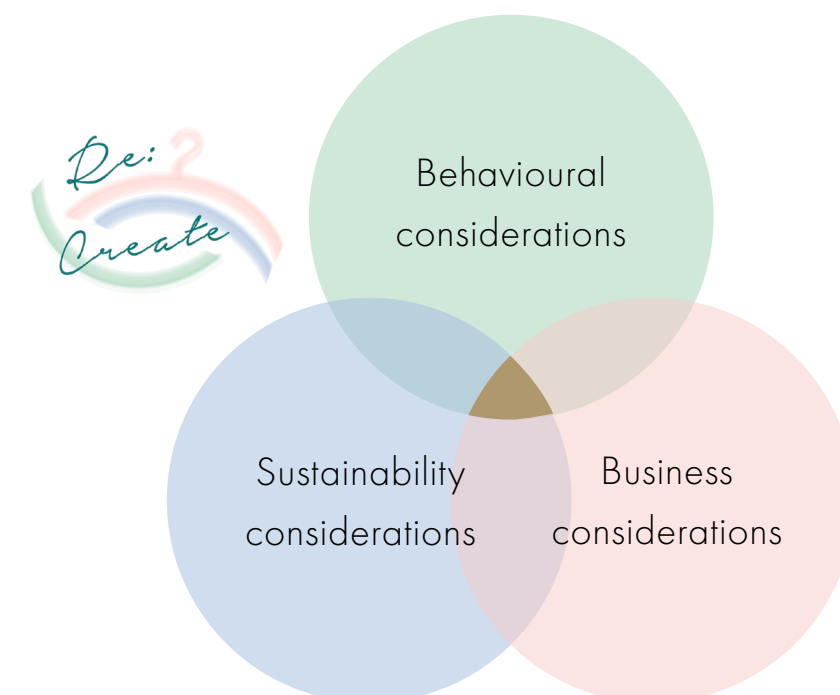 Re:
Create
Behavioural
considerations
Sustainability
considerations
Business
considerations